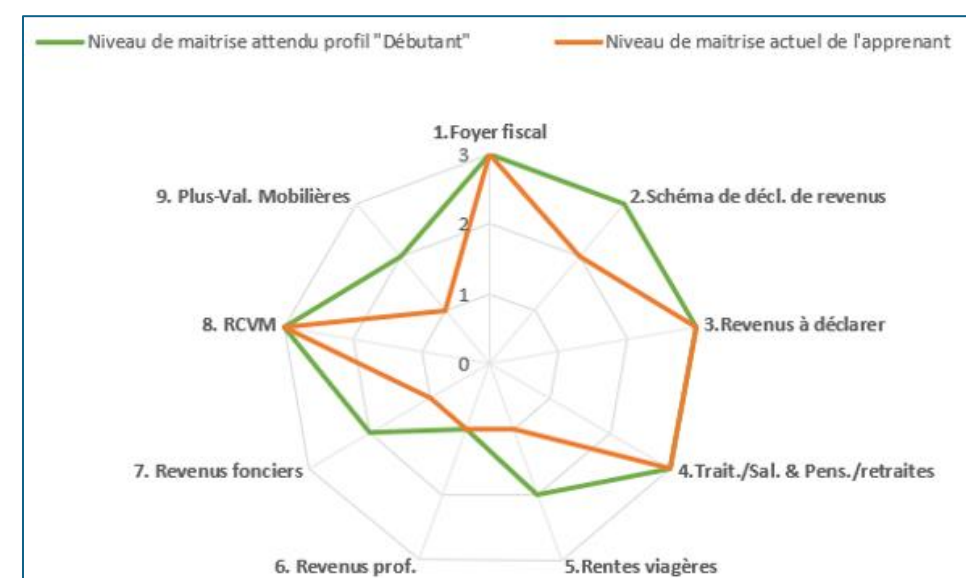 Niveau de maitrise attendu profil "Débutant"
Niveau de maitrise actuel de l'apprenant
1.Foyer fiscal
3
9. Plus-Val. Mobilières
2.Schéma de décl. de revenus
2
1
8. RCVM
3.Revenus à déclarer
0
7. Revenus fonciers
4.Trait./Sal. & Pens./retraites
6. Revenus prof.
5.Rentes viagères